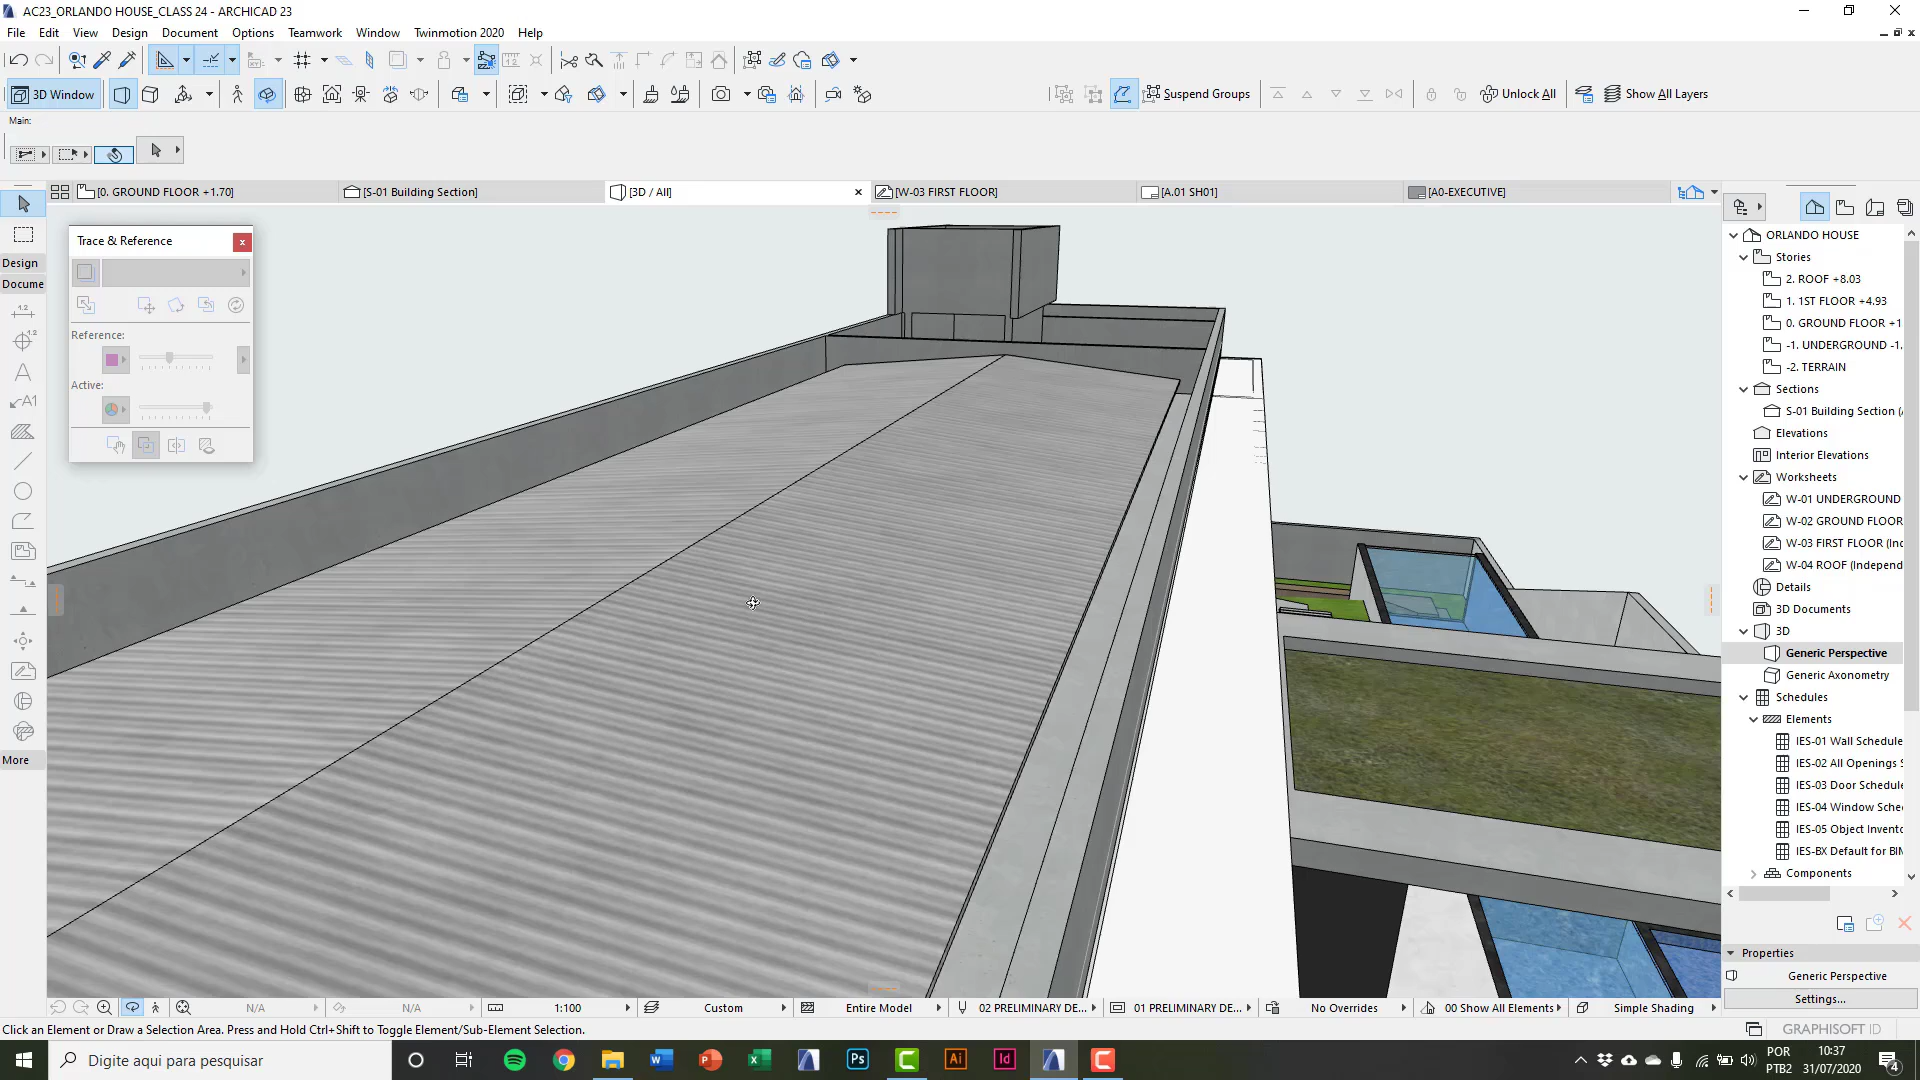 AC23_ORLANDO HOUSE_CLASS 24 - ARCHICAD 23
File Edit View Design Document Options Teamwork Window Twinmotion 2020 Help
3D Window
Suspend Groups
Unlock All
Show All Layers
Main:
[0. GROUND FLOOR +1.70]
[S-01 Building Section]
[3D / All]
[W-03 FIRST FLOOR]
[A.01 SH01]
[A0-EXECUTIVE]
Design
Docume
More
Trace & Reference
Reference:
Active:
ORLANDO HOUSE
Stories
2. ROOF +8.03
1. 1ST FLOOR +4.93
0. GROUND FLOOR +1
-1. UNDERGROUND -1.
-2. TERRAIN
Sections
S-01 Building Section (
Elevations
Interior Elevations
Worksheets
W-01 UNDERGROUND
W-02 GROUND FLOOR
W-03 FIRST FLOOR (In
W-04 ROOF (Independ
Details
3D Documents
3D
Generic Perspective
Generic Axonometry
Schedules
Elements
IES-01 Wall Schedule
IES-02 All Openings S
IES-03 Door Schedule
IES-04 Window Sche
IES-05 Object Invento
IES-BX Default for BIM
Components
Properties
Generic Perspective
Settings...
N/A N/A 1:100 Custom Entire Model 02 PRELIMINARY DE... 01 PRELIMINARY DE... No Overrides 00 Show All Elements Simple Shading
Click an Element or Draw a Selection Area. Press and Hold Ctrl+Shift to Toggle Element/Sub-Element Selection.
GRAPHISOFT ID
Digite aqui para pesquisar
POR
PTB2
10:37
31/07/2020
4